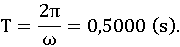 T = 2π/ω = 0,5000 (s).